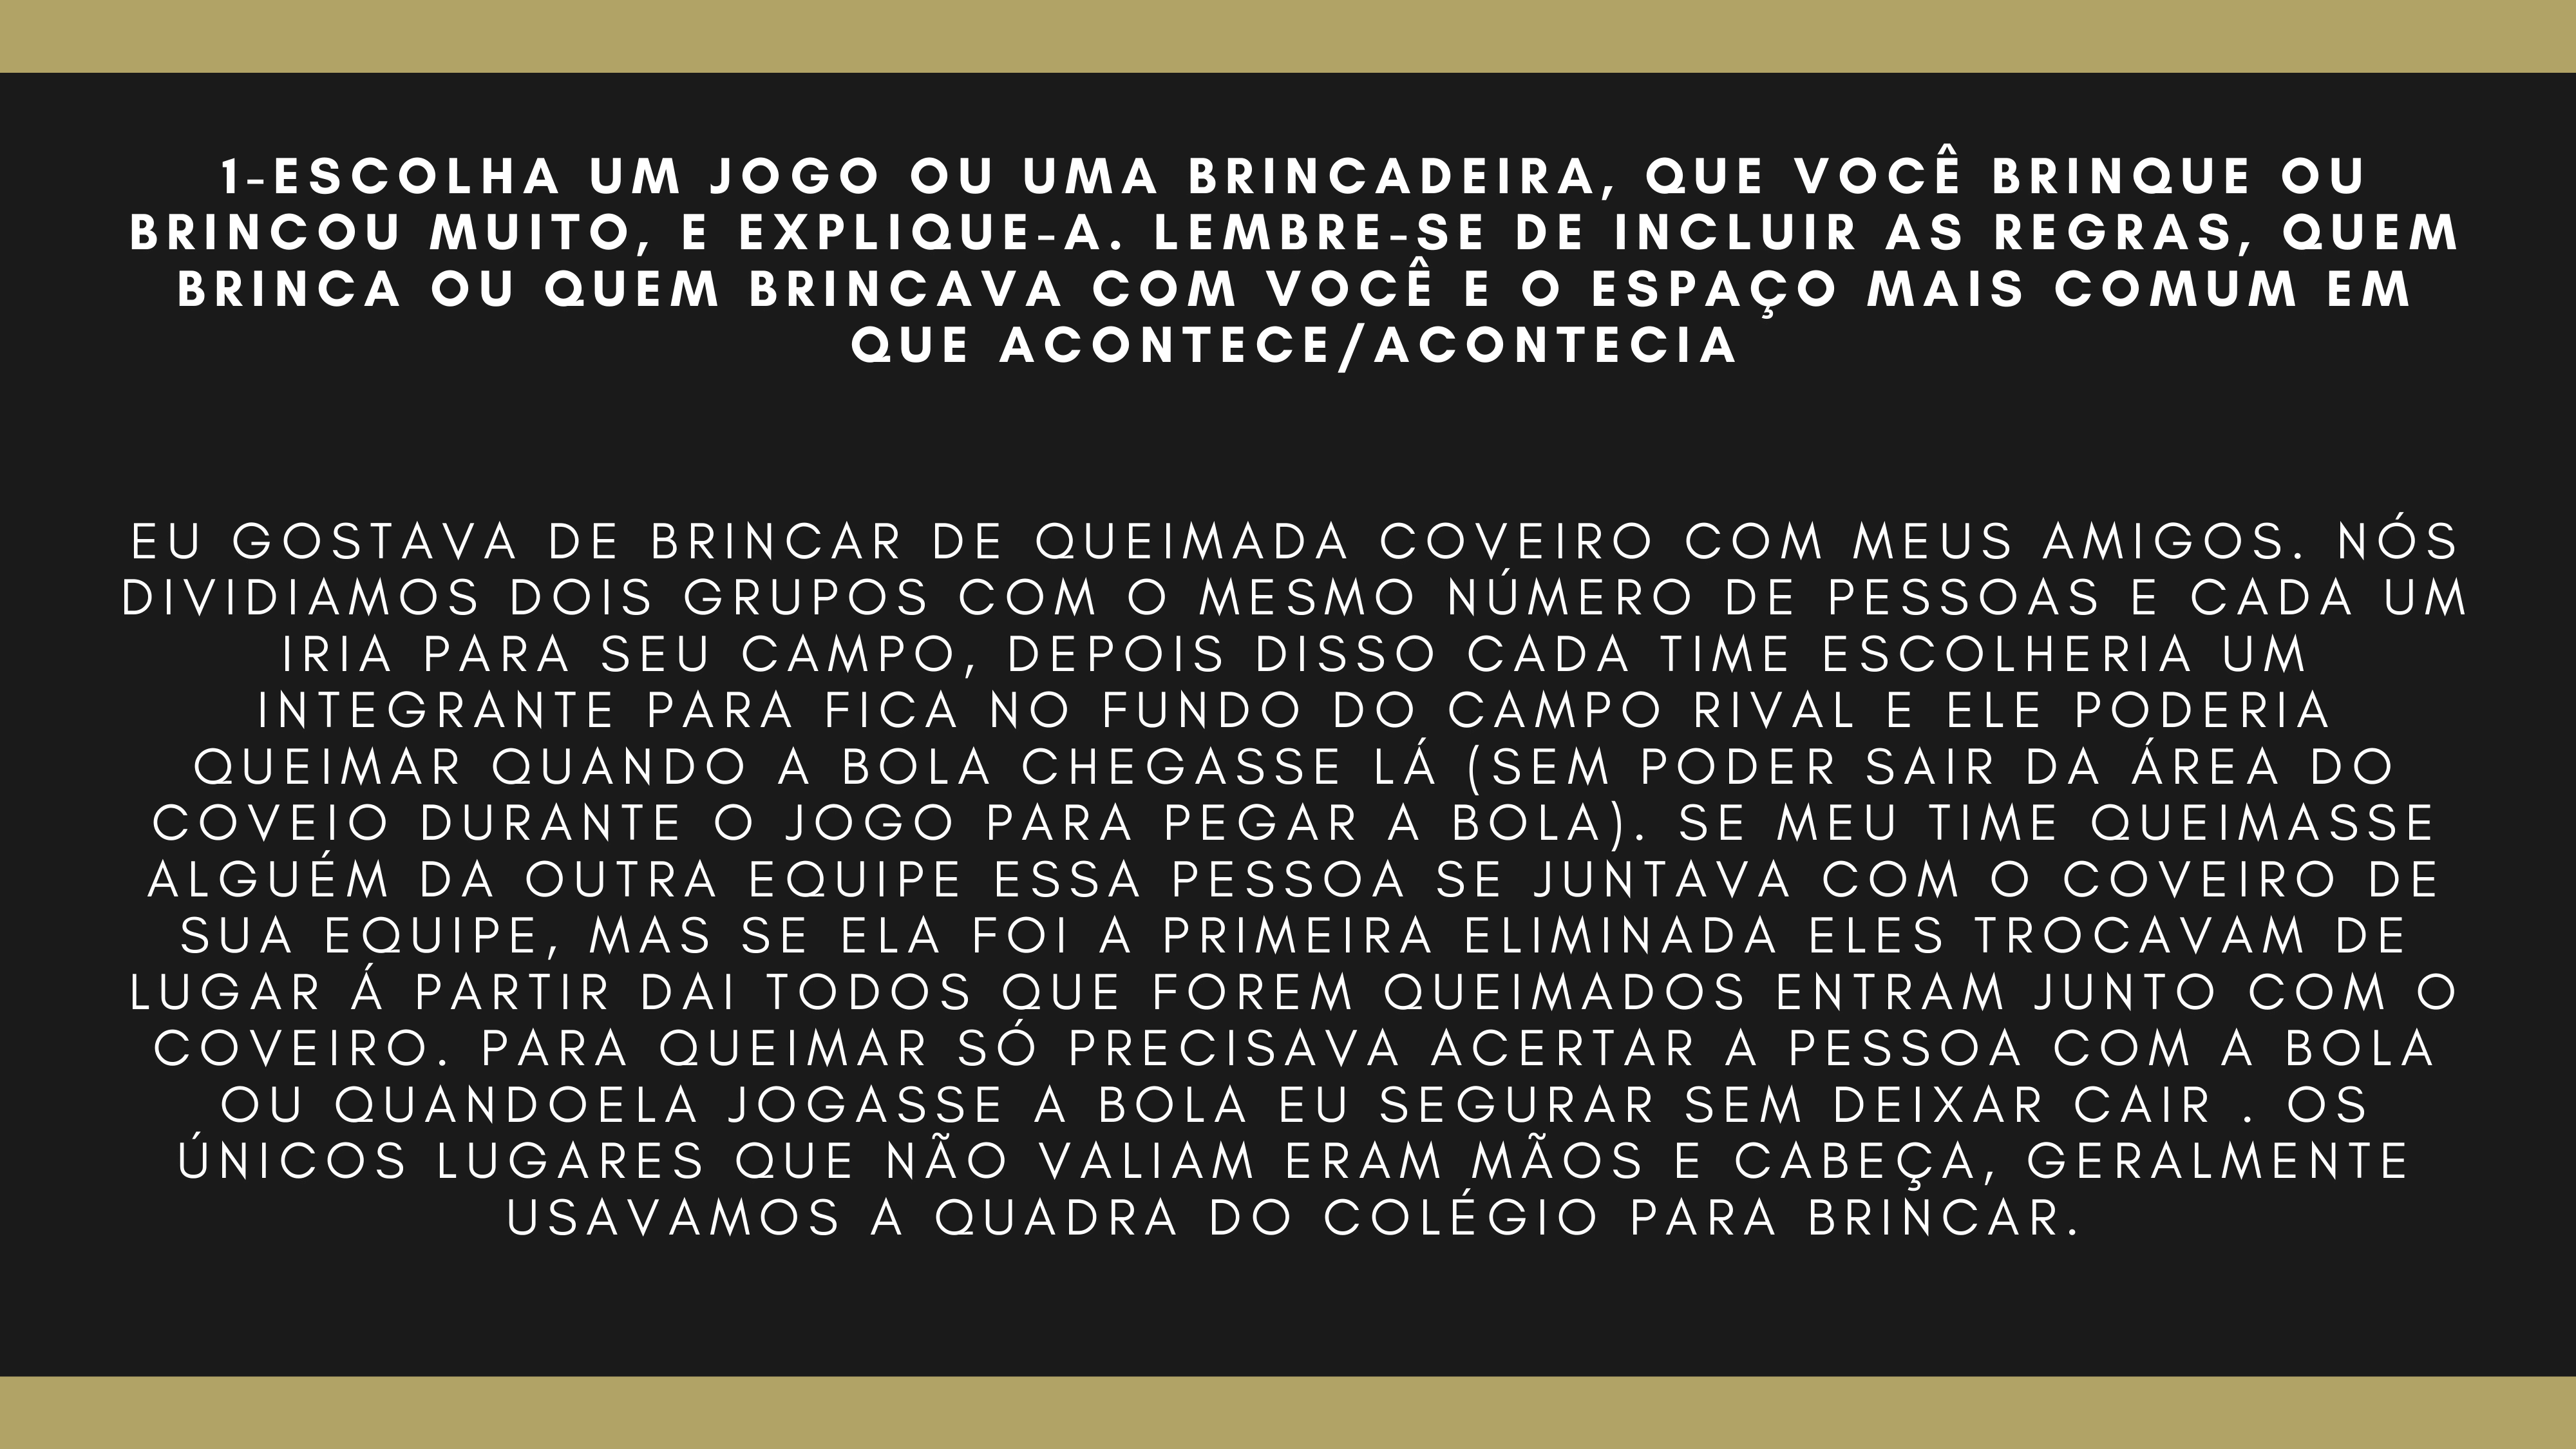 1-ESCOLHA UM JOGO OU UMA BRINCADEIRA, QUE VOCÊ BRINQUE OU
BRINCOU MUITO, E EXPLIQUE-A. LEMBRE-SE DE INCLUIR AS REGRAS, QUEM
BRINCA OU QUEM BRINCAVA COM VOCÊ E O ESPAÇO MAIS COMUM EM
QUE ACONTECE/ACONTECIA
EU GOSTAVA DE BRINCAR DE QUEIMADA COVEIRO COM MEUS AMIGOS. NÓS
DIVIDIAMOS DOIS GRUPOS COM O MESMO NÚMERO DE PESSOAS E CADA UM
IRIA PARA SEU CAMPO, DEPOIS DISSO CADA TIME ESCOLHERIA UM
INTEGRANTE PARA FICA NO FUNDO DO CAMPO RIVAL E ELE PODERIA
QUEIMAR QUANDO A BOLA CHEGASSE LÁ (SEM PODER SAIR DA ÁREA DO
COVEIO DURANTE O JOGO PARA PEGAR A BOLA). SE MEU TIME QUEIMASSE
ALGUÉM DA OUTRA EQUIPE ESSA PESSOA SE JUNTAVA COM O COVEIRO DE
SUA EQUIPE, MAS SE ELA FOI A PRIMEIRA ELIMINADA ELES TROCAVAM DE
LUGAR Á PARTIR DAI TODOS QUE FOREM QUEIMADOS ENTRAM JUNTO COM O
COVEIRO. PARA QUEIMAR SÓ PRECISAVA ACERTAR A PESSOA COM A BOLA
OU QUANDOELA JOGASSE A BOLA EU SEGURAR SEM DEIXAR CAIR . OS
ÚNICOS LUGARES QUE NÃO VALIAM ERAM MÃOS E CABEÇA, GERALMENTE
USAVAMOS A QUADRA DO COLÉGIO PARA BRINCAR.